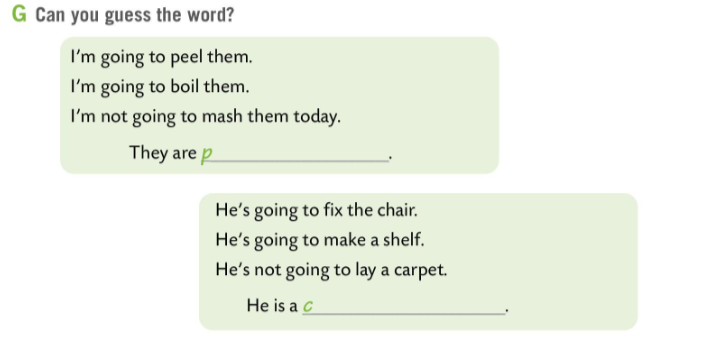 G Can you guess the word?
I'm going to peel them.
I'm going to boil them.
I'm not going to mash them today.
They are p__________________.
He's going to fix the chair.
He's going to make a shelf.
He's not going to lay a carpet.
He is a c____________________.